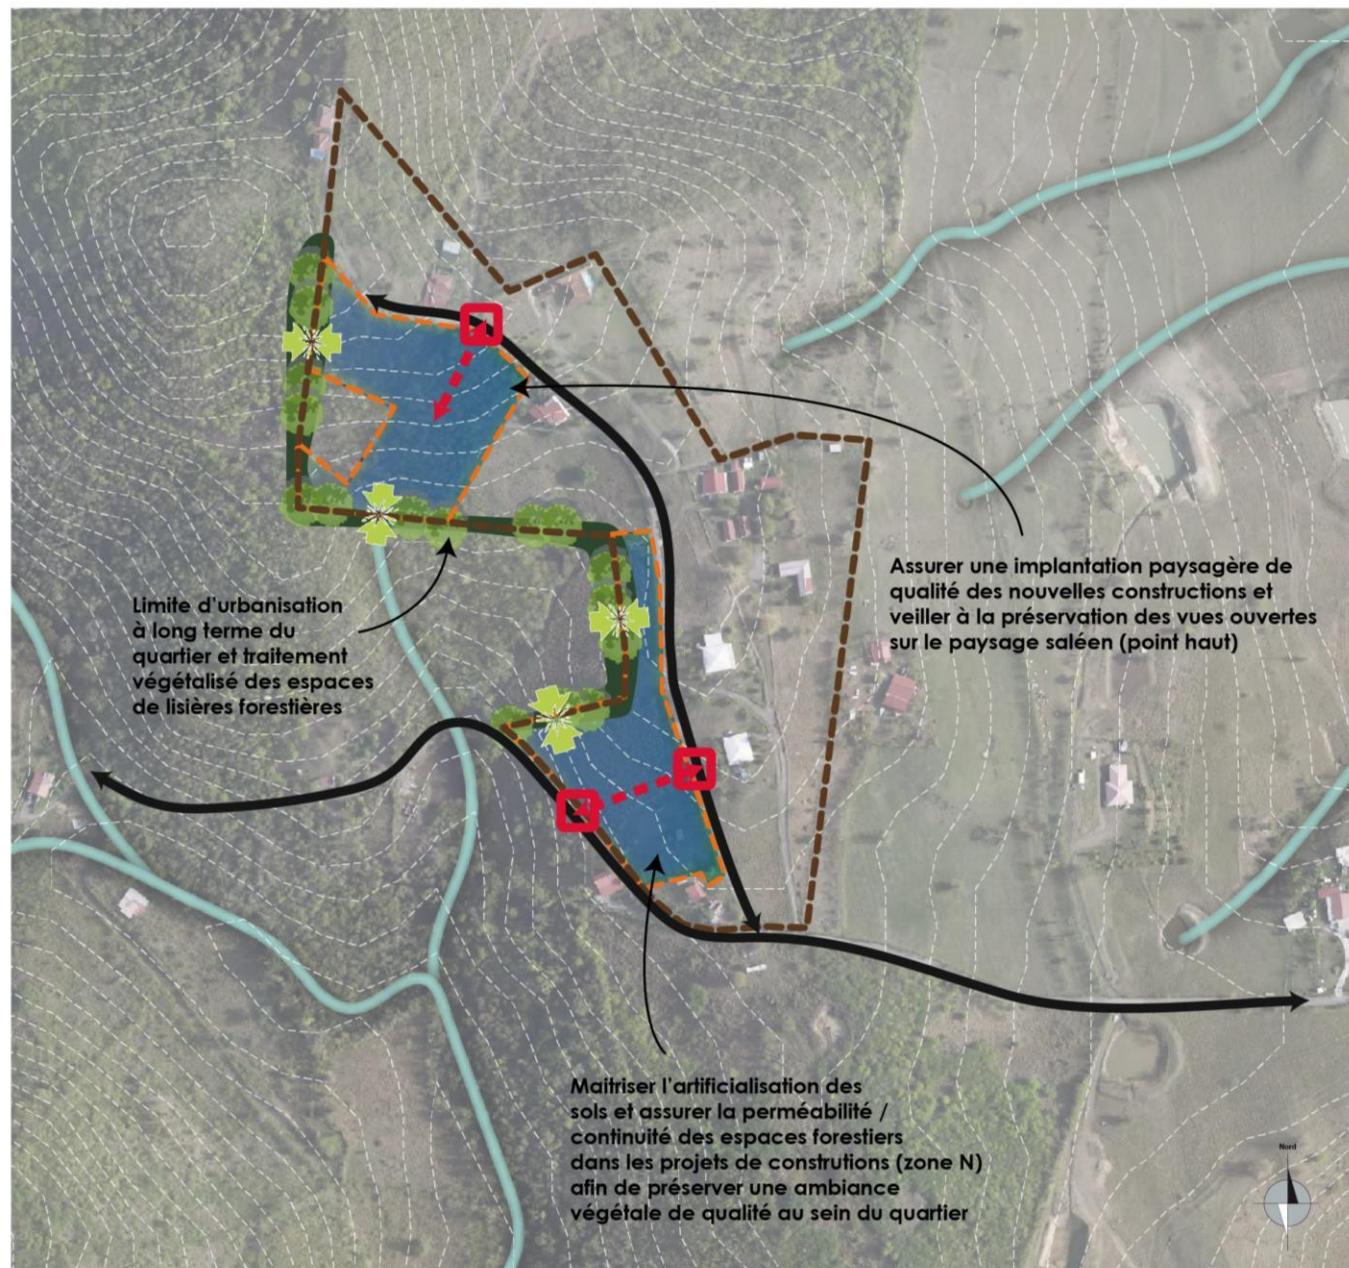 Limite d'urbanisation
à long terme du
quartier et traitement
végétalisé des espaces
de lisières forestières
Assurer une implantation paysagère de
qualité des nouvelles constructions et
veiller à la préservation des vues ouvertes
sur le paysage saléen (point haut)
Maitriser l'artificialisation des
sols et assurer la perméabilité /
continuité des espaces forestiers
dans les projets de construtions (zone N)
afin de préserver une ambiance
végétale de qualité au sein du quartier
Nord